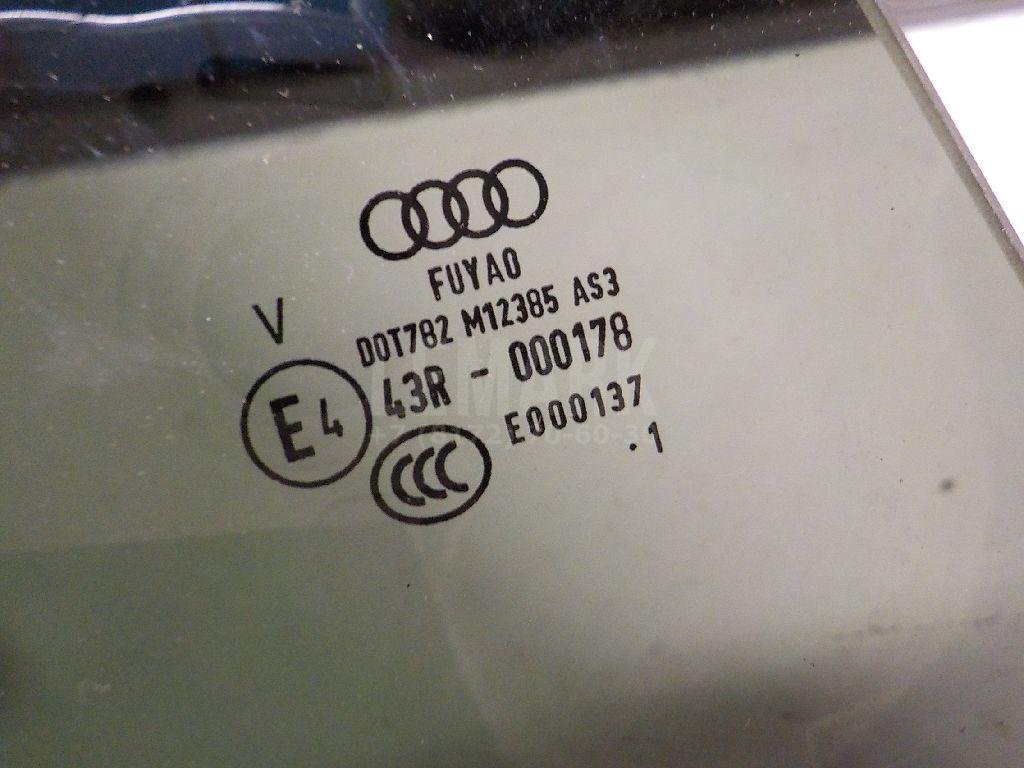 FUYAO
DOT782 M12385 AS3
V
43R - 000178
E4
E000137
CCC
. 1